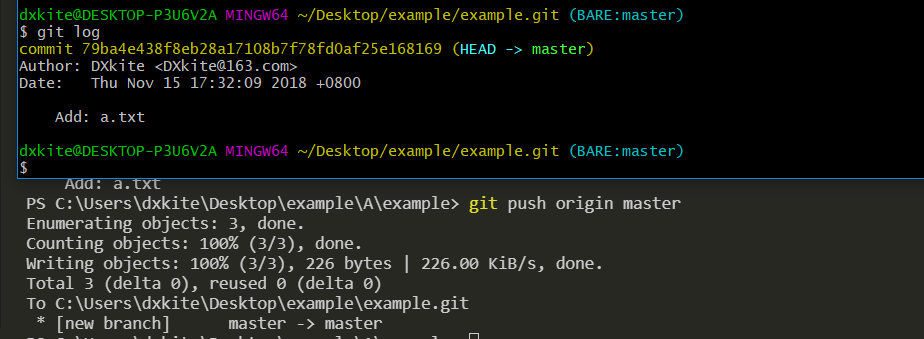 dxkite@DESKTOP-P3U6V2A MINGW64 ~/Desktop/example/example.git (BARE:master)
$ git log
commit 79ba4e438f8eb28a17108b7f78fd0af25e168169 (HEAD -> master)
Author: DXkite <DXkite@163.com>
Date:   Thu Nov 15 17:32:09 2018 +0800
    Add: a.txt
dxkite@DESKTOP-P3U6V2A MINGW64 ~/Desktop/example/example.git (BARE:master)
$
    Add: a.txt
PS C:\Users\dxkite\Desktop\example\A\example> git push origin master
Enumerating objects: 3, done.
Counting objects: 100% (3/3), done.
Writing objects: 100% (3/3), 226 bytes | 226.00 KiB/s, done.
Total 3 (delta 0), reused 0 (delta 0)
To C:\Users\dxkite\Desktop\example\example.git
 * [new branch]      master -> master